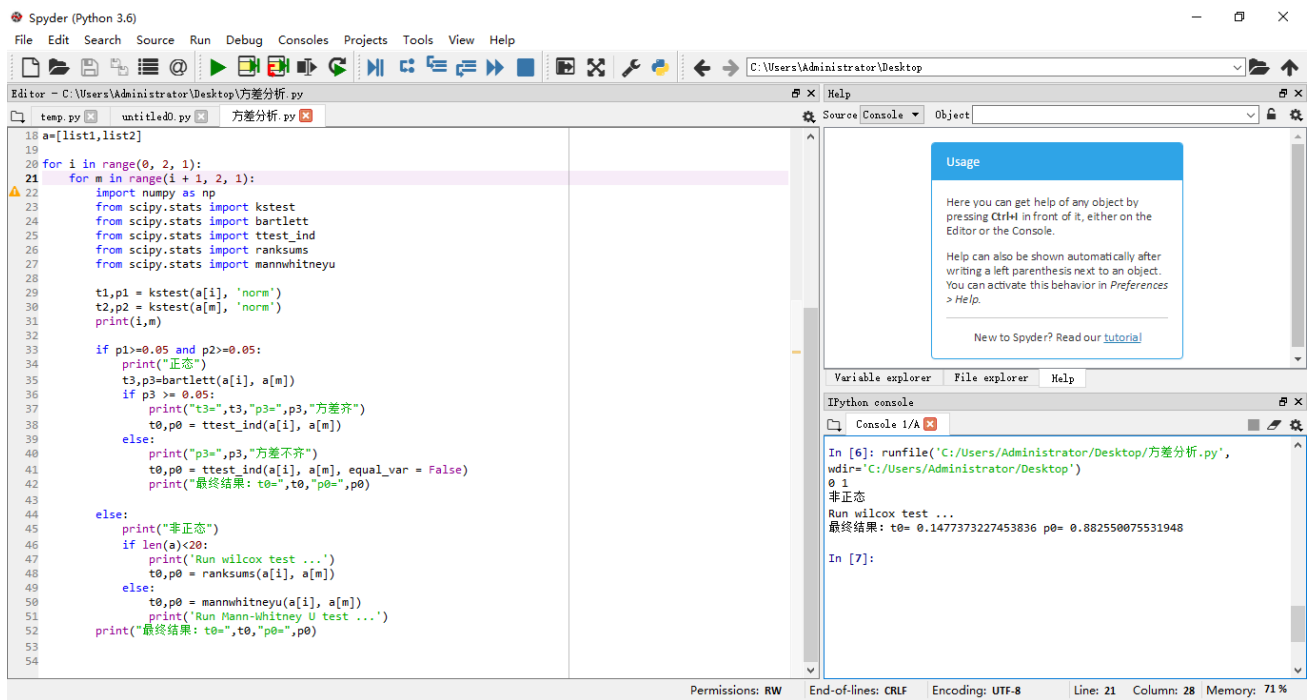 Spyder (Python 3.6)
File Edit Search Source Run Debug Consoles Projects Tools View Help
C:\Users\Administrator\Desktop
Editor - C:\Users\Administrator\Desktop\方差分析.py
temp.py untitled0.py 方差分析.py
18 a=[list1,list2]
19
20 for i in range(0, 2, 1):
21     for m in range(i + 1, 2, 1):
22         import numpy as np
23         from scipy.stats import kstest
24         from scipy.stats import bartlett
25         from scipy.stats import ttest_ind
26         from scipy.stats import ranksums
27         from scipy.stats import mannwhitneyu
28
29         t1,p1 = kstest(a[i], 'norm')
30         t2,p2 = kstest(a[m], 'norm')
31         print(i,m)
32
33         if p1>=0.05 and p2>=0.05:
34             print("正态")
35             t3,p3=bartlett(a[i], a[m])
36             if p3 >= 0.05:
37                 print("t3=",t3,"p3=",p3,"方差齐")
38                 t0,p0 = ttest_ind(a[i], a[m])
39             else:
40                 print("p3=",p3,"方差不齐")
41                 t0,p0 = ttest_ind(a[i], a[m], equal_var = False)
42                 print("最终结果: t0=",t0,"p0=",p0)
43
44         else:
45             print("非正态")
46             if len(a)<20:
47                 print('Run wilcox test ...')
48                 t0,p0 = ranksums(a[i], a[m])
49             else:
50                 t0,p0 = mannwhitneyu(a[i], a[m])
51                 print('Run Mann-Whitney U test ...')
52         print("最终结果: t0=",t0,"p0=",p0)
53
54
Help
Source Console Object
Usage
Here you can get help of any object by
pressing Ctrl+I in front of it, either on the
Editor or the Console.
Help can also be shown automatically after
writing a left parenthesis next to an object.
You can activate this behavior in Preferences
> Help.
New to Spyder? Read our tutorial
Variable explorer File explorer Help
IPython console
Console 1/A
In [6]: runfile('C:/Users/Administrator/Desktop/方差分析.py',
wdir='C:/Users/Administrator/Desktop')
0 1
非正态
Run wilcox test ...
最终结果: t0= 0.1477373227453836 p0= 0.882550075531948
In [7]:
Permissions: RW End-of-lines: CRLF Encoding: UTF-8 Line: 21 Column: 28 Memory: 71 %